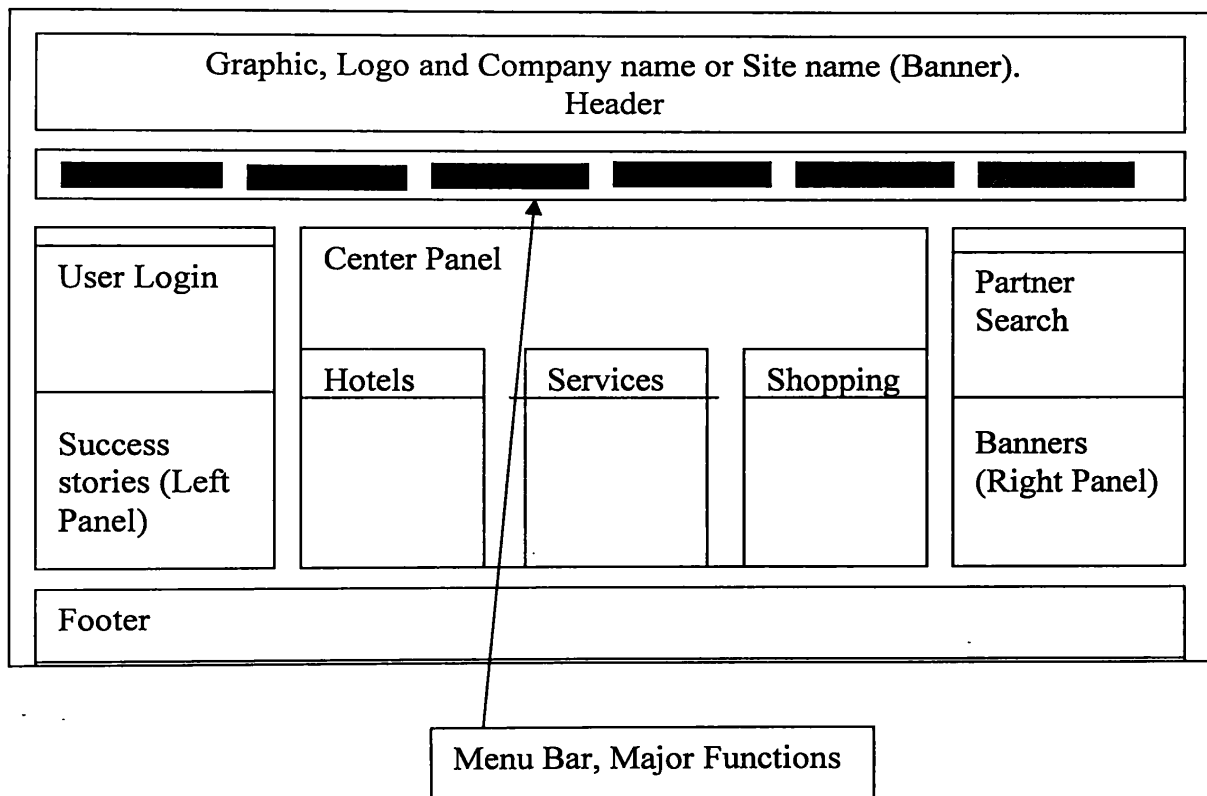 Graphic, Logo and Company name or Site name (Banner).
Header
User Login
Success
stories (Left
Panel)
Center Panel
Hotels
Services
Shopping
Partner
Search
Banners
(Right Panel)
Footer
Menu Bar, Major Functions